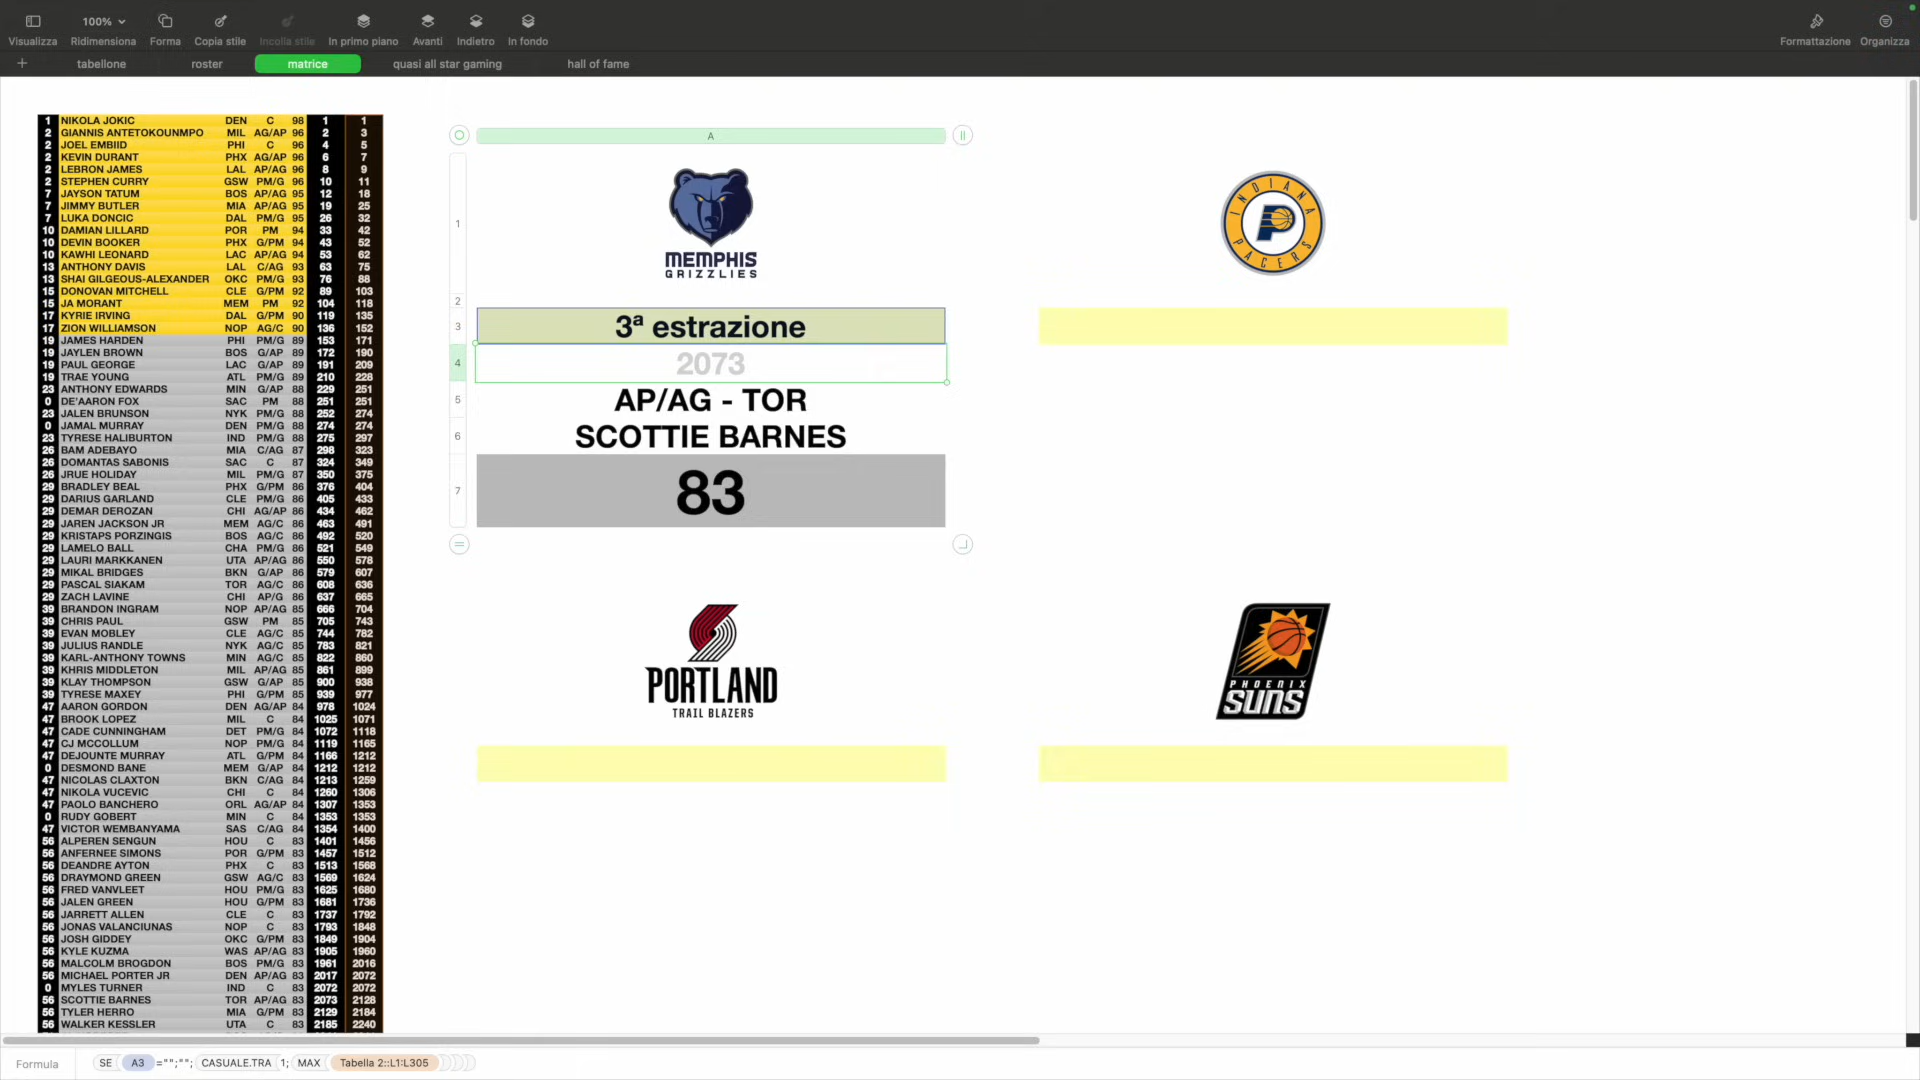 Visualizza
100%
Ridimensiona
Forma
Copia stile
Incolla stile
In primo piano
Avanti
Indietro
In fondo
Formattazione
Organizza
tabellone
roster
matrice
quasi all star gaming
hall of fame
1 NIKOLA JOKIC DEN C 98 1 1
2 GIANNIS ANTETOKOUNMPO MIL AG/AP 96 2 3
2 JOEL EMBIID PHI C 96 4 5
2 KEVIN DURANT PHX AG/AP 96 6 7
2 LEBRON JAMES LAL AP/AG 96 8 9
2 STEPHEN CURRY GSW PM/G 96 10 11
7 JAYSON TATUM BOS AP/AG 95 12 18
7 JIMMY BUTLER MIA AP/AG 95 19 25
7 LUKA DONCIC DAL PM/G 95 26 32
10 DAMIAN LILLARD POR PM 94 33 42
10 DEVIN BOOKER PHX G/PM 94 43 52
10 KAWHI LEONARD LAC AP/AG 94 53 62
13 ANTHONY DAVIS LAL C/AG 93 63 75
13 SHAI GILGEOUS-ALEXANDER OKC PM/G 93 76 88
15 DONOVAN MITCHELL CLE G/PM 92 89 103
15 JA MORANT MEM PM 92 104 118
17 KYRIE IRVING DAL G/PM 90 119 135
17 ZION WILLIAMSON NOP AG/C 90 136 152
19 JAMES HARDEN PHI PM/G 89 153 171
19 JAYLEN BROWN BOS G/AP 89 172 190
19 PAUL GEORGE LAC G/AP 89 191 209
19 TRAE YOUNG ATL PM/G 89 210 228
23 ANTHONY EDWARDS MIN G/AP 88 229 251
0 DE'AARON FOX SAC PM 88 251 251
23 JALEN BRUNSON NYK PM/G 88 252 274
0 JAMAL MURRAY DEN PM/G 88 274 274
23 TYRESE HALIBURTON IND PM/G 88 275 297
26 BAM ADEBAYO MIA C/AG 87 298 323
26 DOMANTAS SABONIS SAC C 87 324 349
26 JRUE HOLIDAY MIL PM/G 87 350 375
29 BRADLEY BEAL PHX G/PM 86 376 404
29 DARIUS GARLAND CLE PM/G 86 405 433
29 DEMAR DEROZAN CHI AG/AP 86 434 462
29 JAREN JACKSON JR MEM AG/C 86 463 491
29 KRISTAPS PORZINGIS BOS AG/C 86 492 520
29 LAMELO BALL CHA PM/G 86 521 549
29 LAURI MARKKANEN UTA AP/AG 86 550 578
29 MIKAL BRIDGES BKN G/AP 86 579 607
29 PASCAL SIAKAM TOR AG/C 86 608 636
29 ZACH LAVINE CHI AP/G 86 637 665
39 BRANDON INGRAM NOP AP/AG 85 666 704
39 CHRIS PAUL GSW PM 85 705 743
39 EVAN MOBLEY CLE AG/C 85 744 782
39 JULIUS RANDLE NYK AG/C 85 783 821
39 KARL-ANTHONY TOWNS MIN AG/C 85 822 860
39 KHRIS MIDDLETON MIL AP/AG 85 861 899
39 KLAY THOMPSON GSW G/AP 85 900 938
39 TYRESE MAXEY PHI G/PM 85 939 977
47 AARON GORDON DEN AG/AP 84 978 1024
47 BROOK LOPEZ MIL C 84 1025 1071
47 CADE CUNNINGHAM DET PM/G 84 1072 1118
47 CJ MCCOLLUM NOP PM/G 84 1119 1165
47 DEJOUNTE MURRAY ATL G/PM 84 1166 1212
0 DESMOND BANE MEM G/AP 84 1212 1212
47 NICOLAS CLAXTON BKN C/AG 84 1213 1259
47 NIKOLA VUCEVIC CHI C 84 1260 1306
47 PAOLO BANCHERO ORL AG/AP 84 1307 1353
0 RUDY GOBERT MIN C 84 1353 1353
47 VICTOR WEMBANYAMA SAS C/AG 84 1354 1400
56 ALPEREN SENGUN HOU C 83 1401 1456
56 ANFERNEE SIMONS POR G/PM 83 1457 1512
56 DEANDRE AYTON PHX C 83 1513 1568
56 DRAYMOND GREEN GSW AG/C 83 1569 1624
56 FRED VANVLEET HOU PM/G 83 1625 1680
56 JALEN GREEN HOU G/PM 83 1681 1736
56 JARRETT ALLEN CLE C 83 1737 1792
56 JONAS VALANCIUNAS NOP C 83 1793 1848
56 JOSH GIDDEY OKC G/PM 83 1849 1904
56 KYLE KUZMA WAS AP/AG 83 1905 1960
56 MALCOLM BROGDON BOS PM/G 83 1961 2016
56 MICHAEL PORTER JR DEN AP/AG 83 2017 2072
0 MYLES TURNER IND C 83 2072 2072
56 SCOTTIE BARNES TOR AP/AG 83 2073 2128
56 TYLER HERRO MIA G/PM 83 2129 2184
56 WALKER KESSLER UTA C 83 2185 2240
A
1
2
3
4
5
6
7
MEMPHIS
GRIZZLIES
3ª estrazione
2073
AP/AG - TOR
SCOTTIE BARNES
83
INDIANA
P
PACERS
PORTLAND
TRAIL BLAZERS
PHOENIX
SUNS
Formula
SE A3 ="";""; CASUALE.TRA 1; MAX Tabella 2::L1:L305